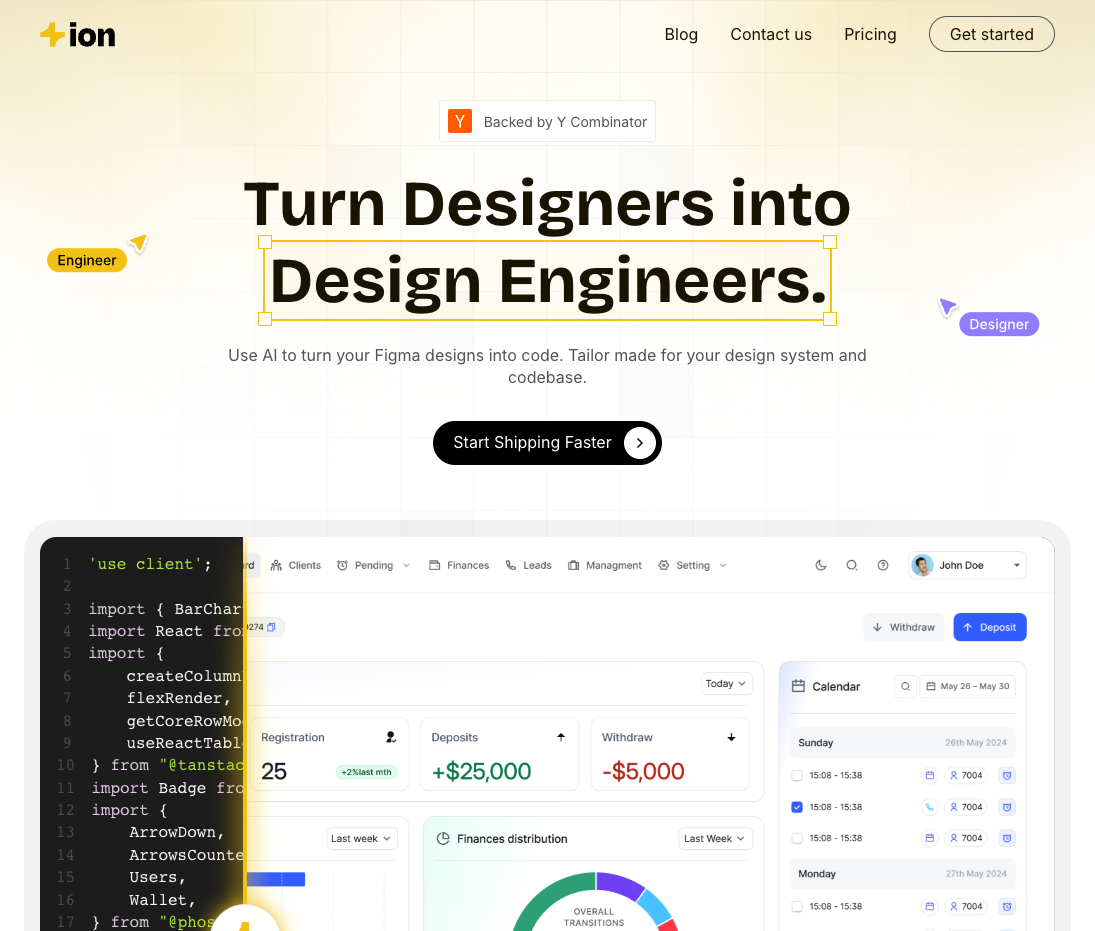 ion
Blog
Contact us
Pricing
Get started
Y
Backed by Y Combinator
Turn Designers into
Design Engineers.
Engineer
Designer
Use AI to turn your Figma designs into code. Tailor made for your design system and
codebase.
Start Shipping Faster
1 'use client';
2
3 import { BarChar
4 import React fro
5 import {
6 createColumn
7 flexRender,
8 getCoreRowMo
9 useReactTabl
10 } from "@tanstac
11 import Badge fro
12 import {
13 ArrowDown,
14 ArrowsCounte
15 Users,
16 Wallet,
17 } from "@phos
rd
Clients
Pending
Finances
Leads
Managment
Setting
John Doe
9274
Withdraw
Deposit
Today
Registration
25
+2%last mth
Deposits
+$25,000
Withdraw
-$5,000
Last week
Finances distribution
Last Week
OVERALL
TRANSITIONS
Calendar
May 26 – May 30
Sunday
26th May 2024
15:08 - 15:38
7004
15:08 - 15:38
7004
15:08 - 15:38
7004
Monday
27th May 2024
15:08 - 15:38
7004